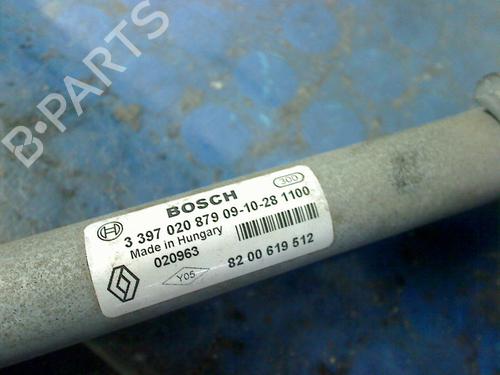 B-PARTS
BOSCH
300
3 397 020 879 09-10-28 1100
Made in Hungary
020963
Y05
82 00 619 512